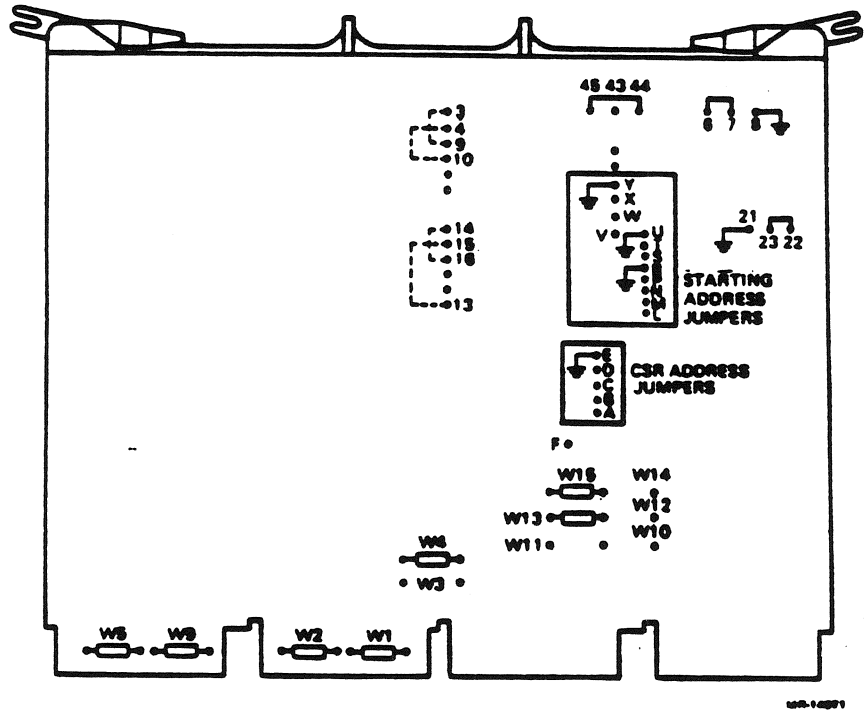 45 43 44
3
4
9
10
6 7 8
Y
X
W
V
U
T
S
R
P
N
M
L
14
15
16
13
21
23 22
STARTING
ADDRESS
JUMPERS
E
D
C
B
A
CSR ADDRESS
JUMPERS
F
W15 W14
W13 W12
W11 W10
W4
W3
W5 W9 W2 W1